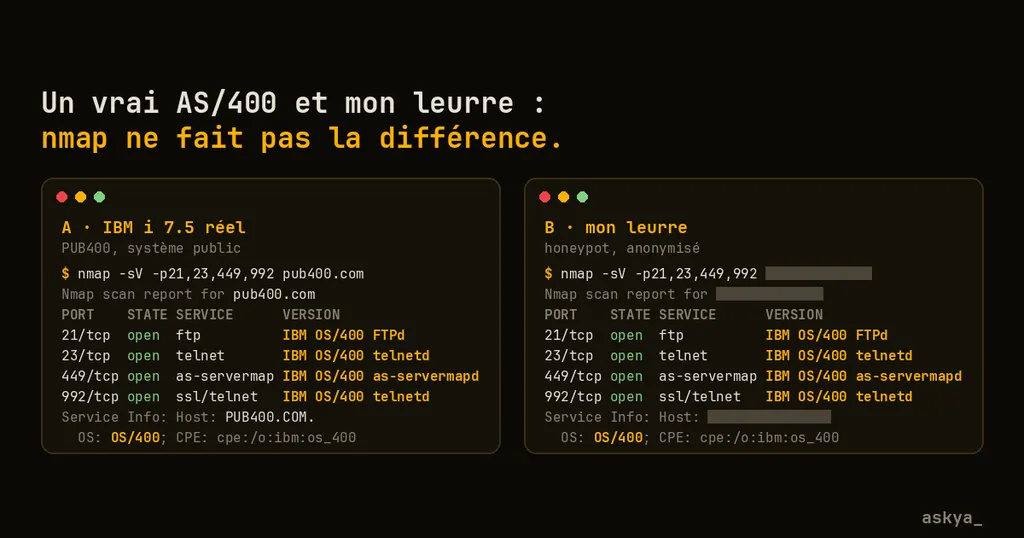 Un vrai AS/400 et mon leurre :
nmap ne fait pas la différence.
A · IBM i 7.5 réel
PUB400, système public
$ nmap -sV -p21,23,449,992 pub400.com
Nmap scan report for pub400.com
PORT STATE SERVICE VERSION
21/tcp open ftp IBM OS/400 FTPd
23/tcp open telnet IBM OS/400 telnetd
449/tcp open as-servermap IBM OS/400 as-servermapd
992/tcp open ssl/telnet IBM OS/400 telnetd
Service Info: Host: PUB400.COM.
OS: OS/400; CPE: cpe:/o:ibm:os_400
B · mon leurre
honeypot, anonymisé
$ nmap -sV -p21,23,449,992
Nmap scan report for
PORT STATE SERVICE VERSION
21/tcp open ftp IBM OS/400 FTPd
23/tcp open telnet IBM OS/400 telnetd
449/tcp open as-servermap IBM OS/400 as-servermapd
992/tcp open ssl/telnet IBM OS/400 telnetd
Service Info: Host:
OS: OS/400; CPE: cpe:/o:ibm:os_400
askya_